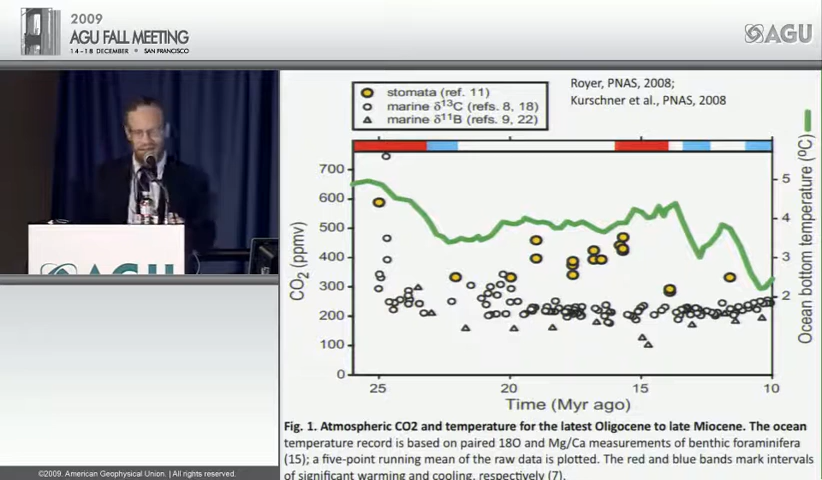 2009
AGU FALL MEETING
14-18 DECEMBER • SAN FRANCISCO
AGU
stomata (ref. 11)
marine δ¹³C (refs. 8, 18)
marine δ¹¹B (refs. 9, 22)
Royer, PNAS, 2008;
Kurschner et al., PNAS, 2008
700
600
500
400
300
200
100
0
CO₂ (ppmv)
5
4
3
2
Ocean bottom temperature (ºC)
25
20
15
10
Time (Myr ago)
Fig. 1. Atmospheric CO2 and temperature for the latest Oligocene to late Miocene. The ocean
temperature record is based on paired 18O and Mg/Ca measurements of benthic foraminifera
(15); a five-point running mean of the raw data is plotted. The red and blue bands mark intervals
of significant warming and cooling, respectively (7).
AGU
©2009. American Geophysical Union. | All rights reserved.